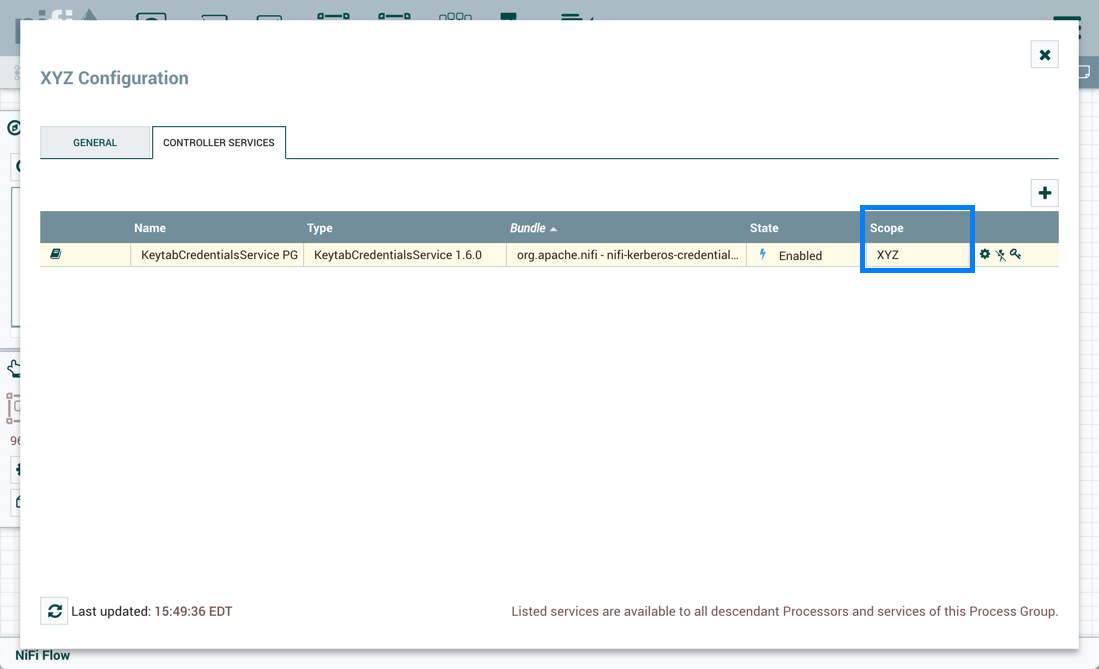 nifi
XYZ Configuration
GENERAL
CONTROLLER SERVICES
Name Type Bundle State Scope
KeytabCredentialsService PG KeytabCredentialsService 1.6.0 org.apache.nifi - nifi-kerberos-credential... Enabled XYZ
96
Last updated: 15:49:36 EDT
Listed services are available to all descendant Processors and services of this Process Group.
NiFi Flow